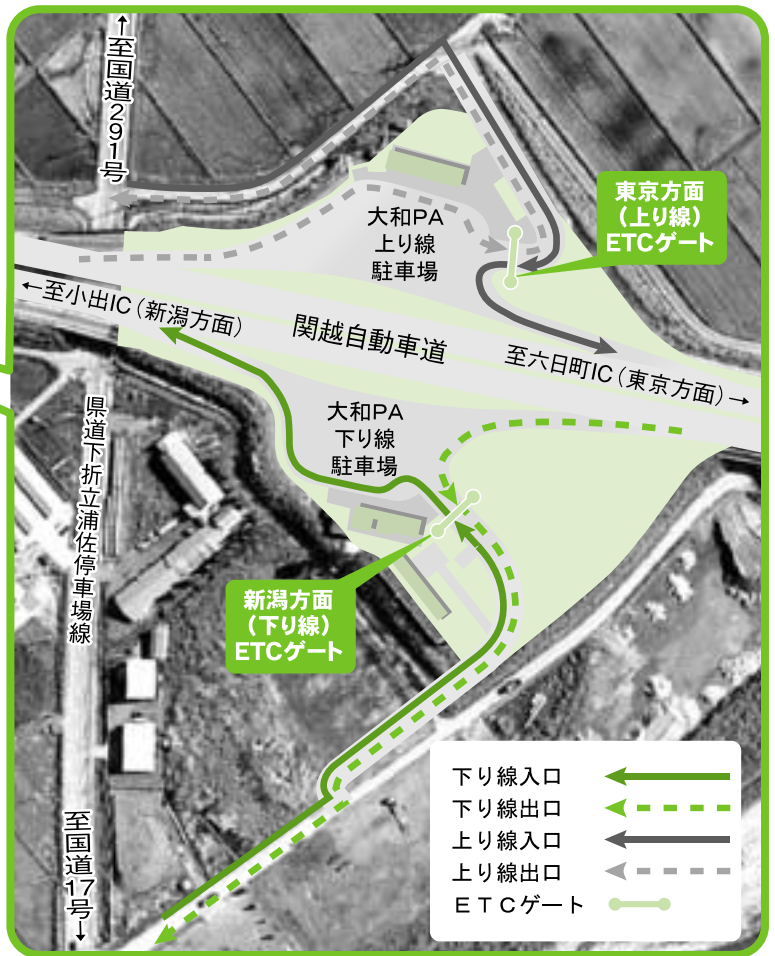 ↑至国道291号
東京方面
(上り線)
ETCゲート
大和PA
上り線
駐車場
←至小出IC(新潟方面)
関越自動車道
至六日町IC(東京方面)→
大和PA
下り線
駐車場
県道下折立浦佐停車場線
新潟方面
(下り線)
ETCゲート
至国道17号↓
下り線入口
下り線出口
上り線入口
上り線出口
ETCゲート